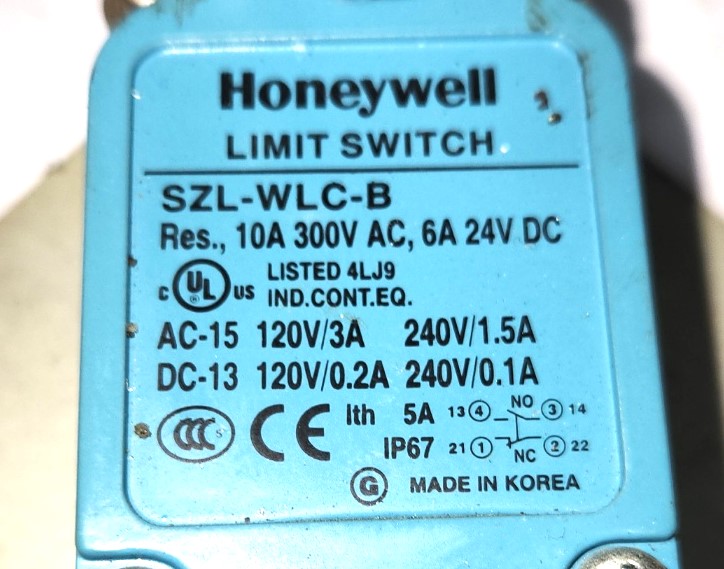 Honeywell
LIMIT SWITCH
SZL-WLC-B
Res., 10A 300V AC, 6A 24V DC
C UL ® US LISTED 4LJ9
IND.CONT.EQ.
AC-15 120V/3A 240V/1.5A
DC-13 120V/0.2A 240V/0.1A
CCC S CE Ith 5A 13 ④ NO ③ 14
IP67 21 ① NC ② 22
G MADE IN KOREA